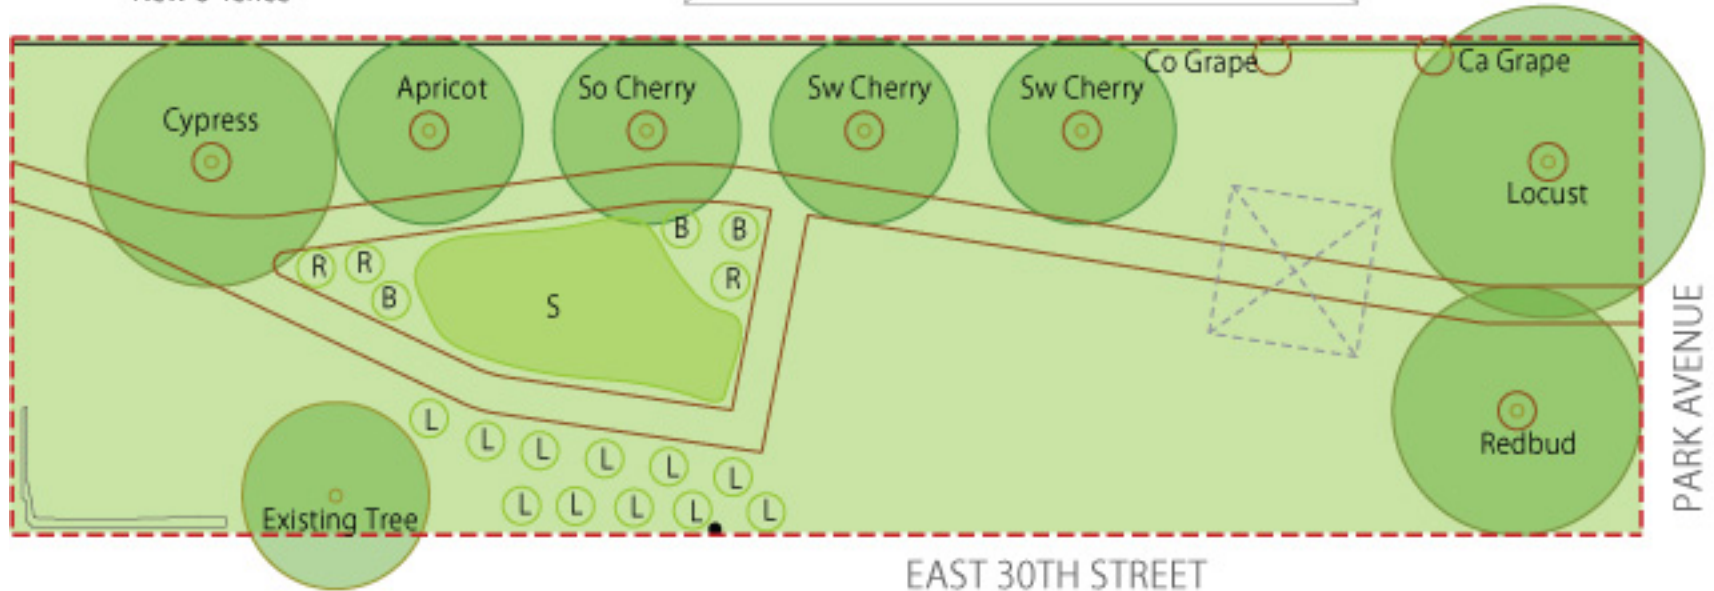 Co Grape
Ca Grape
Apricot
So Cherry
Sw Cherry
Sw Cherry
Cypress
Locust
B
B
R
R
R
B
S
L
L
L
L
L
L
L
L
L
L
L
Redbud
Existing Tree
PARK AVENUE
EAST 30TH STREET